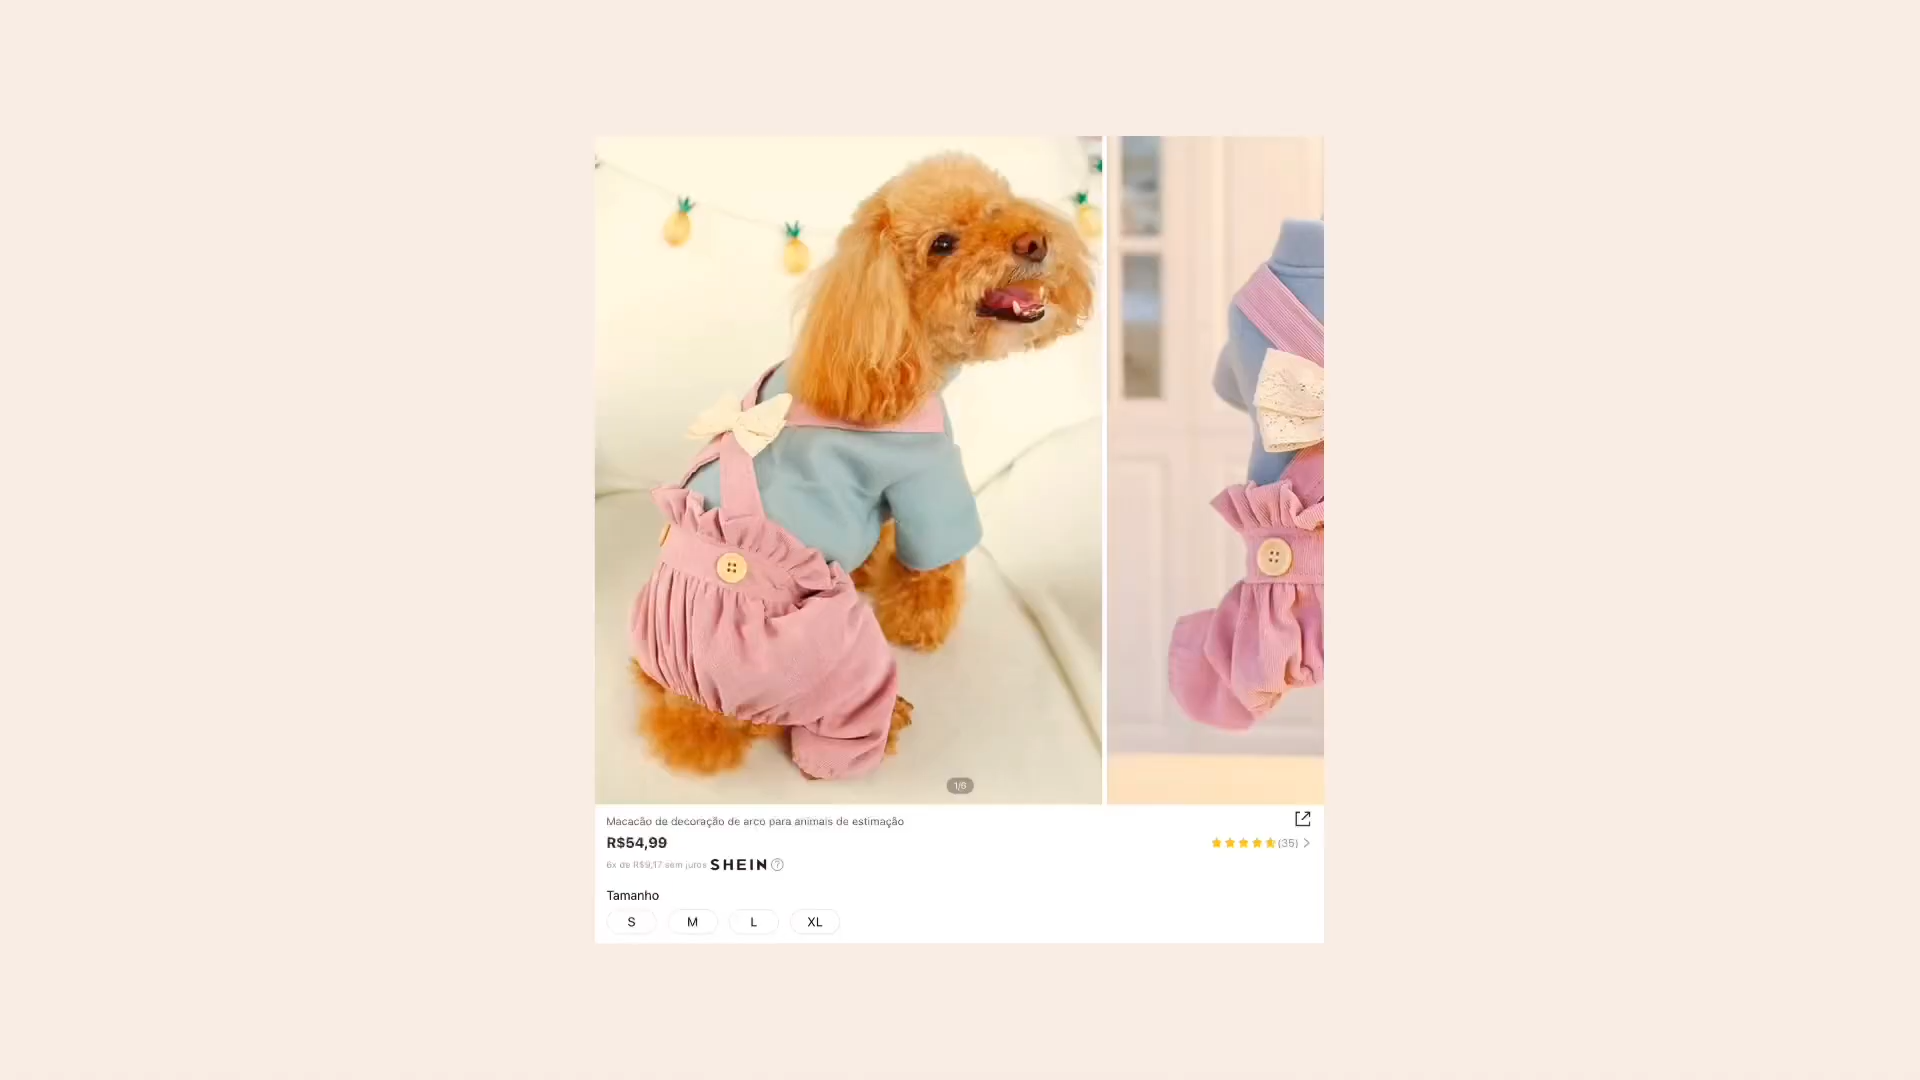 1/6
Macacão de decoração de arco para animais de estimação
R$54,99
(35)
6x de R$9,17 sem juros SHEIN ?
Tamanho
S M L XL